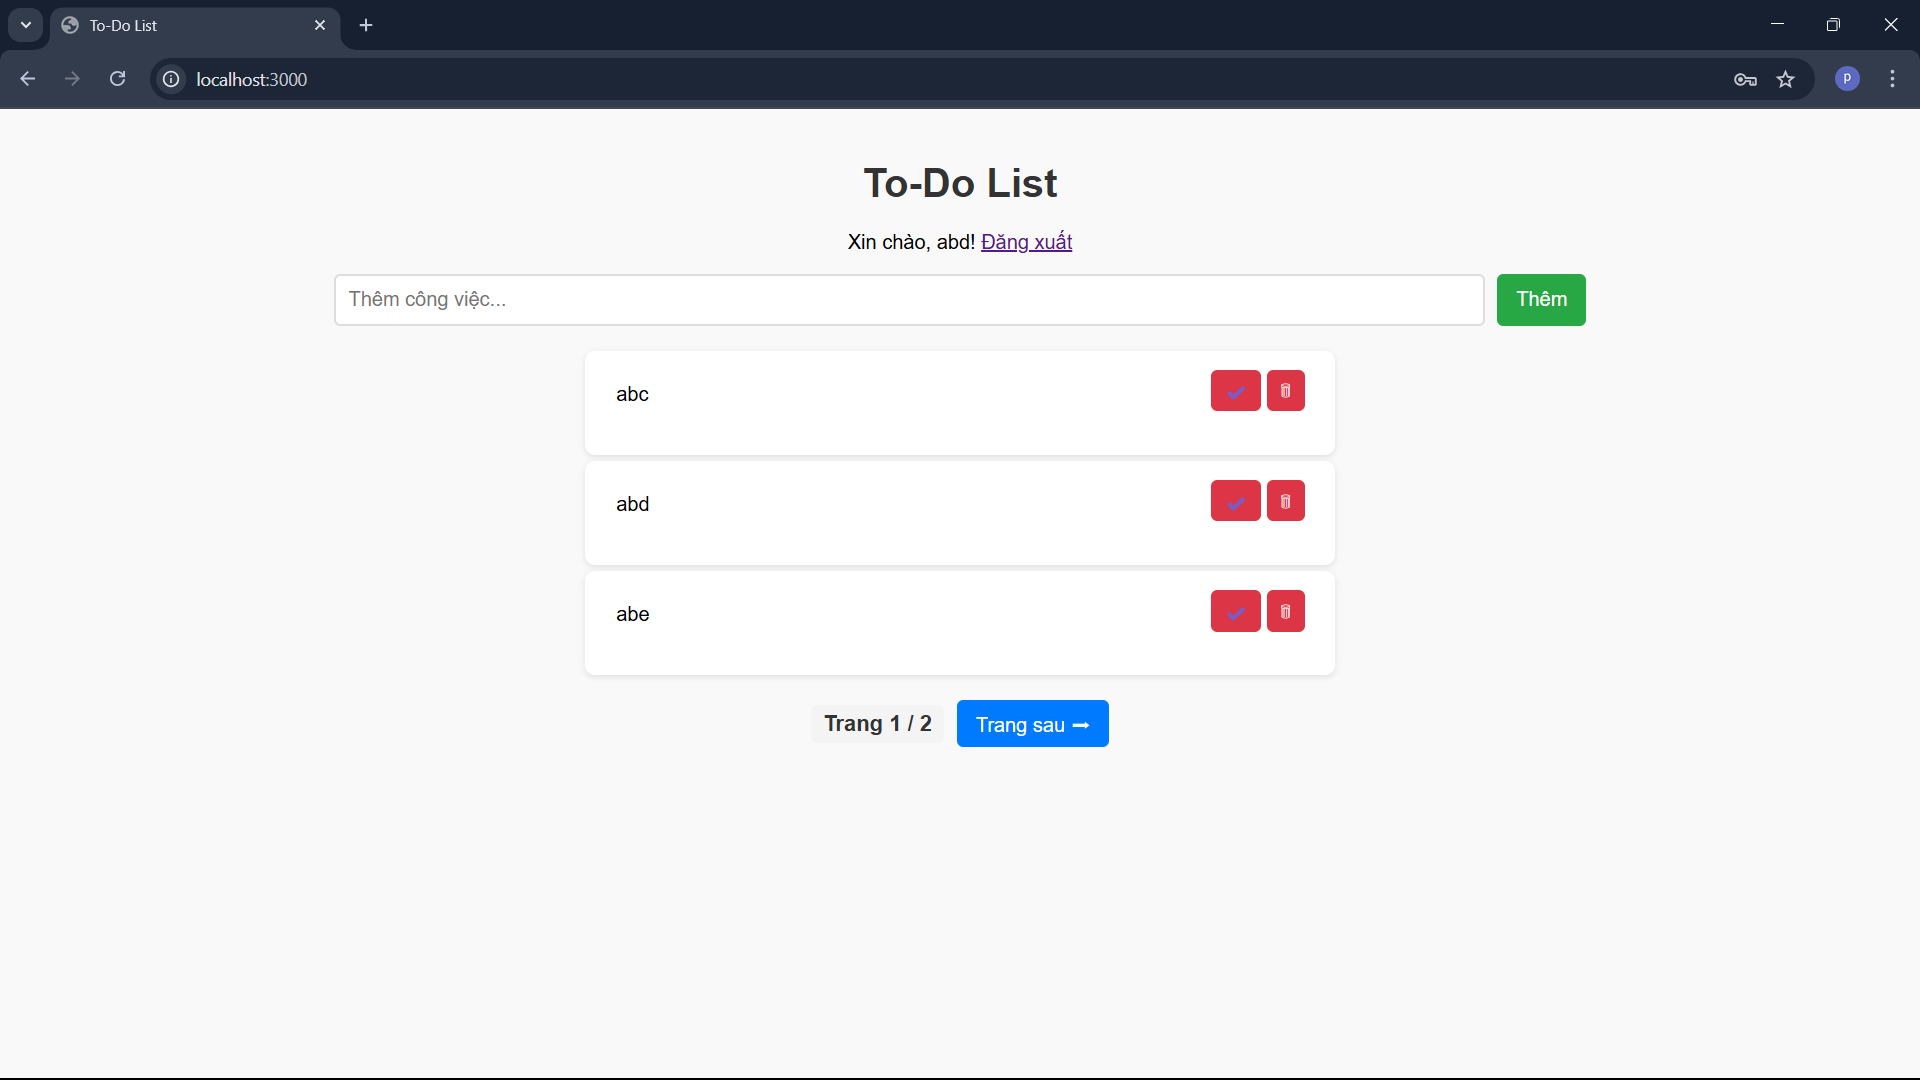 To-Do List
localhost:3000
P
To-Do List
Xin chào, abd! Đăng xuất
Thêm công việc...
Thêm
abc
abd
abe
Trang 1 / 2
Trang sau ➡